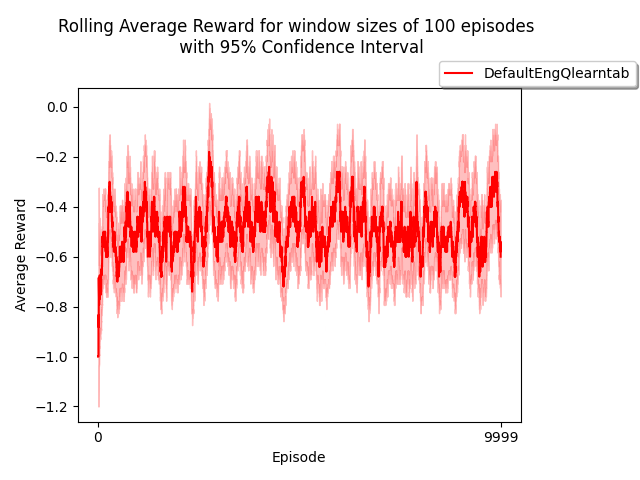 Rolling Average Reward for window sizes of 100 episodes
with 95% Confidence Interval
DefaultEngQlearntab
0.0
−0.2
−0.4
−0.6
−0.8
−1.0
−1.2
Average Reward
0
9999
Episode